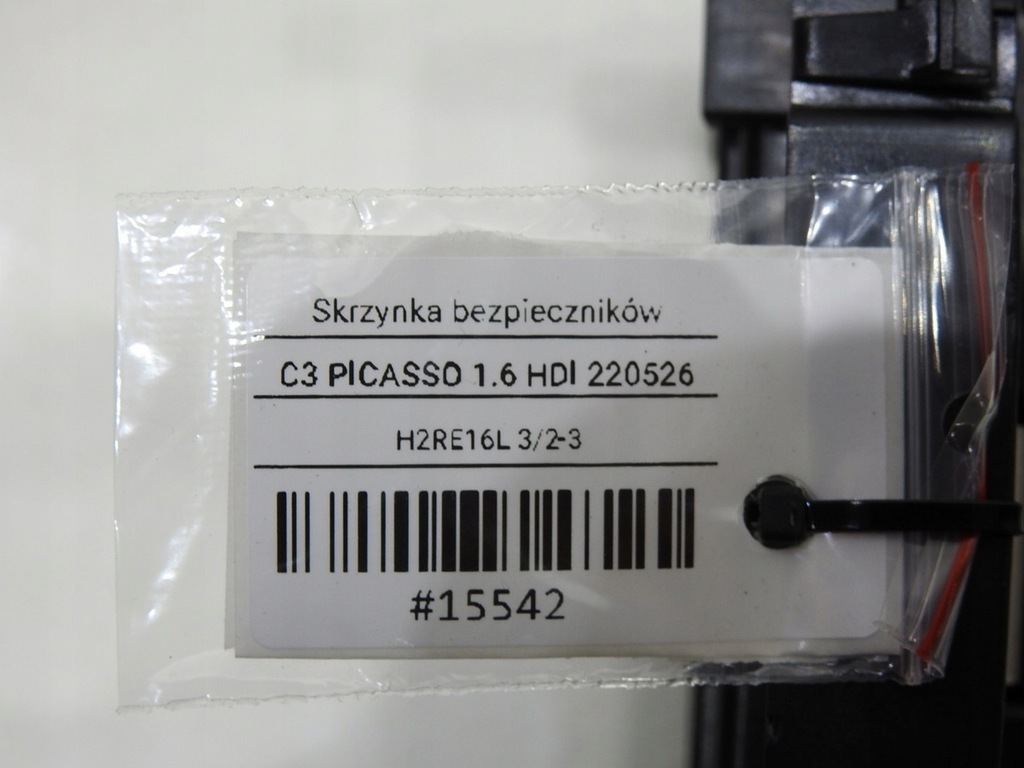 Skrzynka bezpieczników
C3 PICASSO 1.6 HDI 220526
H2RE16L 3/2-3
#15542